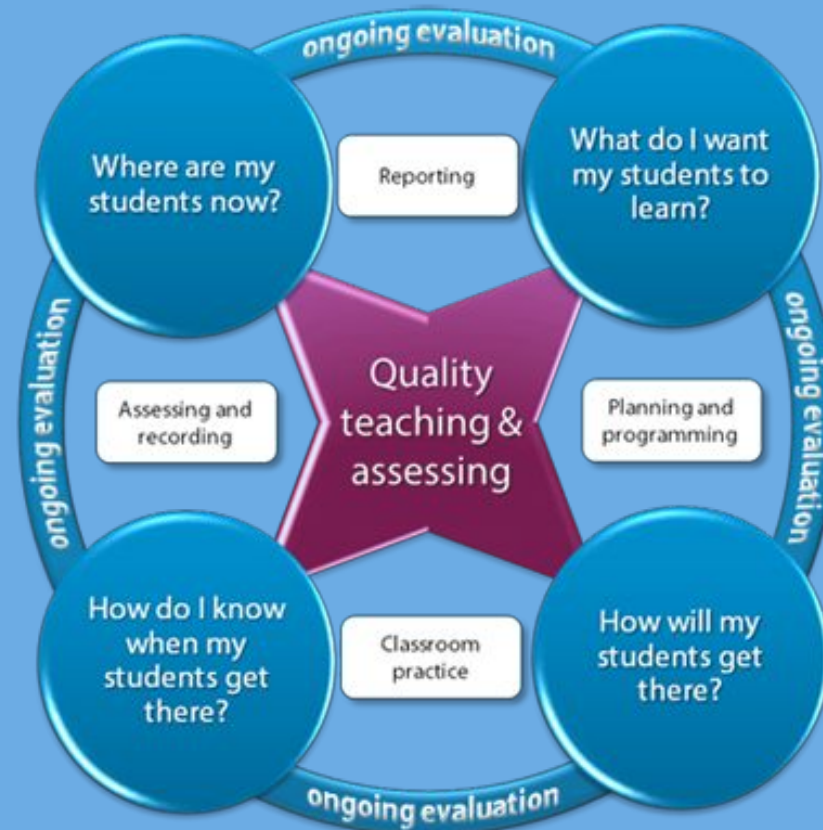 ongoing evaluation
Where are my
students now?
Reporting
What do I want
my students to
learn?
ongoing evaluation
ongoing evaluation
Assessing and
recording
Quality
teaching &
assessing
Planning and
programming
How do I know
when my
students get
there?
Classroom
practice
How will my
students get
there?
ongoing evaluation